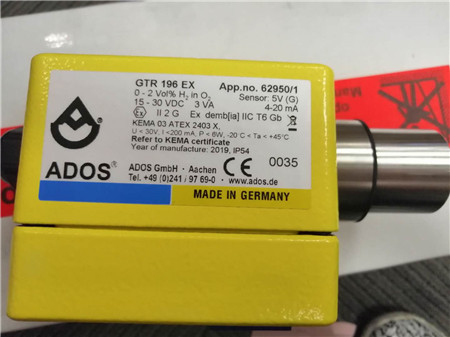 GTR 196 EX App.no. 62950/1
0 - 2 Vol% H₂ in O₂ Sensor: 5V (G)
15 - 30 VDC 3 VA 4-20 mA
Ex II 2 G Ex demb[ia] IIC T6 Gb
KEMA 03 ATEX 2403 X,
U < 30V, I <200 mA, P < 6W, -20°C < Ta < +45°C
Refer to KEMA certificate
Year of manufacture: 2019, IP54
ADOS®
ADOS GmbH · Aachen CE 0035
Tel. +49 (0)241 / 97 69-0 · www.ados.de
MADE IN GERMANY